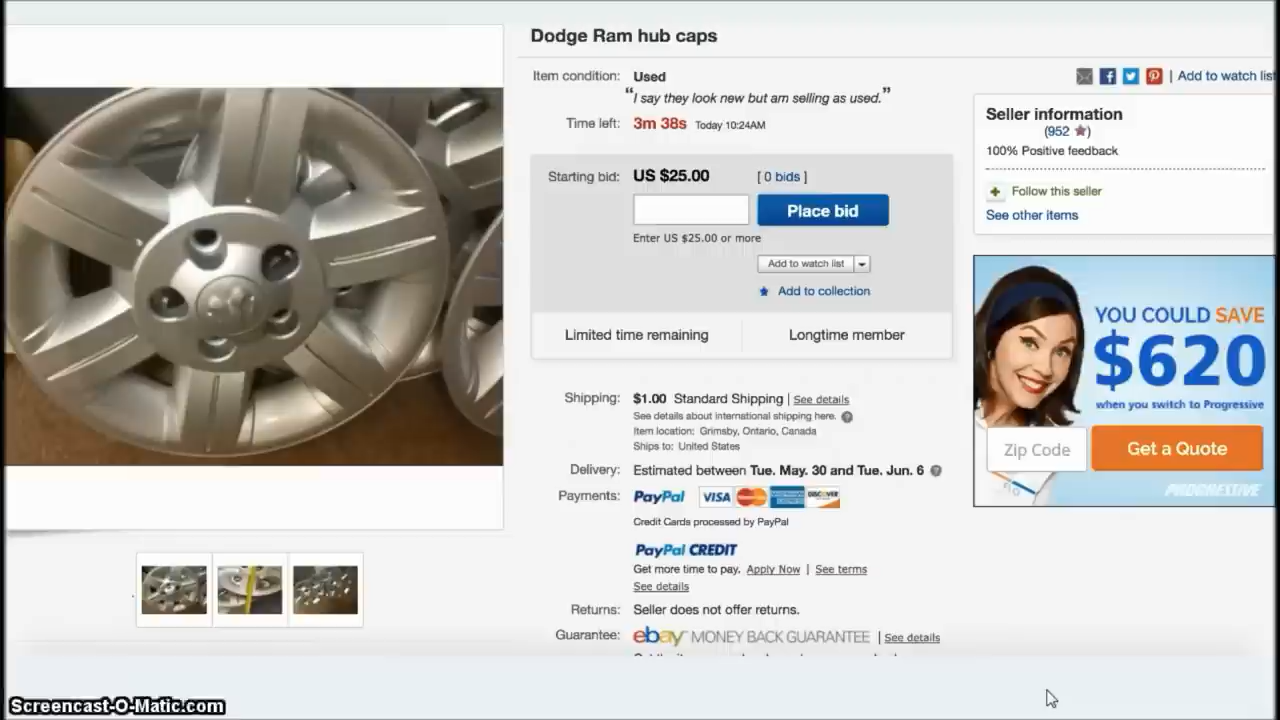 Dodge Ram hub caps
Item condition: Used
“I say they look new but am selling as used.”
Time left: 3m 38s Today 10:24AM
Starting bid: US $25.00 [ 0 bids ]
Place bid
Enter US $25.00 or more
Add to watch list
Add to collection
Limited time remaining
Longtime member
Shipping: $1.00 Standard Shipping | See details
See details about international shipping here.
Item location: Grimsby, Ontario, Canada
Ships to: United States
Delivery: Estimated between Tue. May. 30 and Tue. Jun. 6
Payments: PayPal VISA MasterCard AMERICAN EXPRESS DISCOVER
Credit Cards processed by PayPal
PayPal CREDIT
Get more time to pay. Apply Now | See terms
See details
Returns: Seller does not offer returns.
Guarantee: ebay MONEY BACK GUARANTEE | See details
| Add to watch list
Seller information
(952 ★)
100% Positive feedback
Follow this seller
See other items
YOU COULD SAVE
$620
when you switch to Progressive
Zip Code
Get a Quote
PROGRESSIVE
Screencast-O-Matic.com